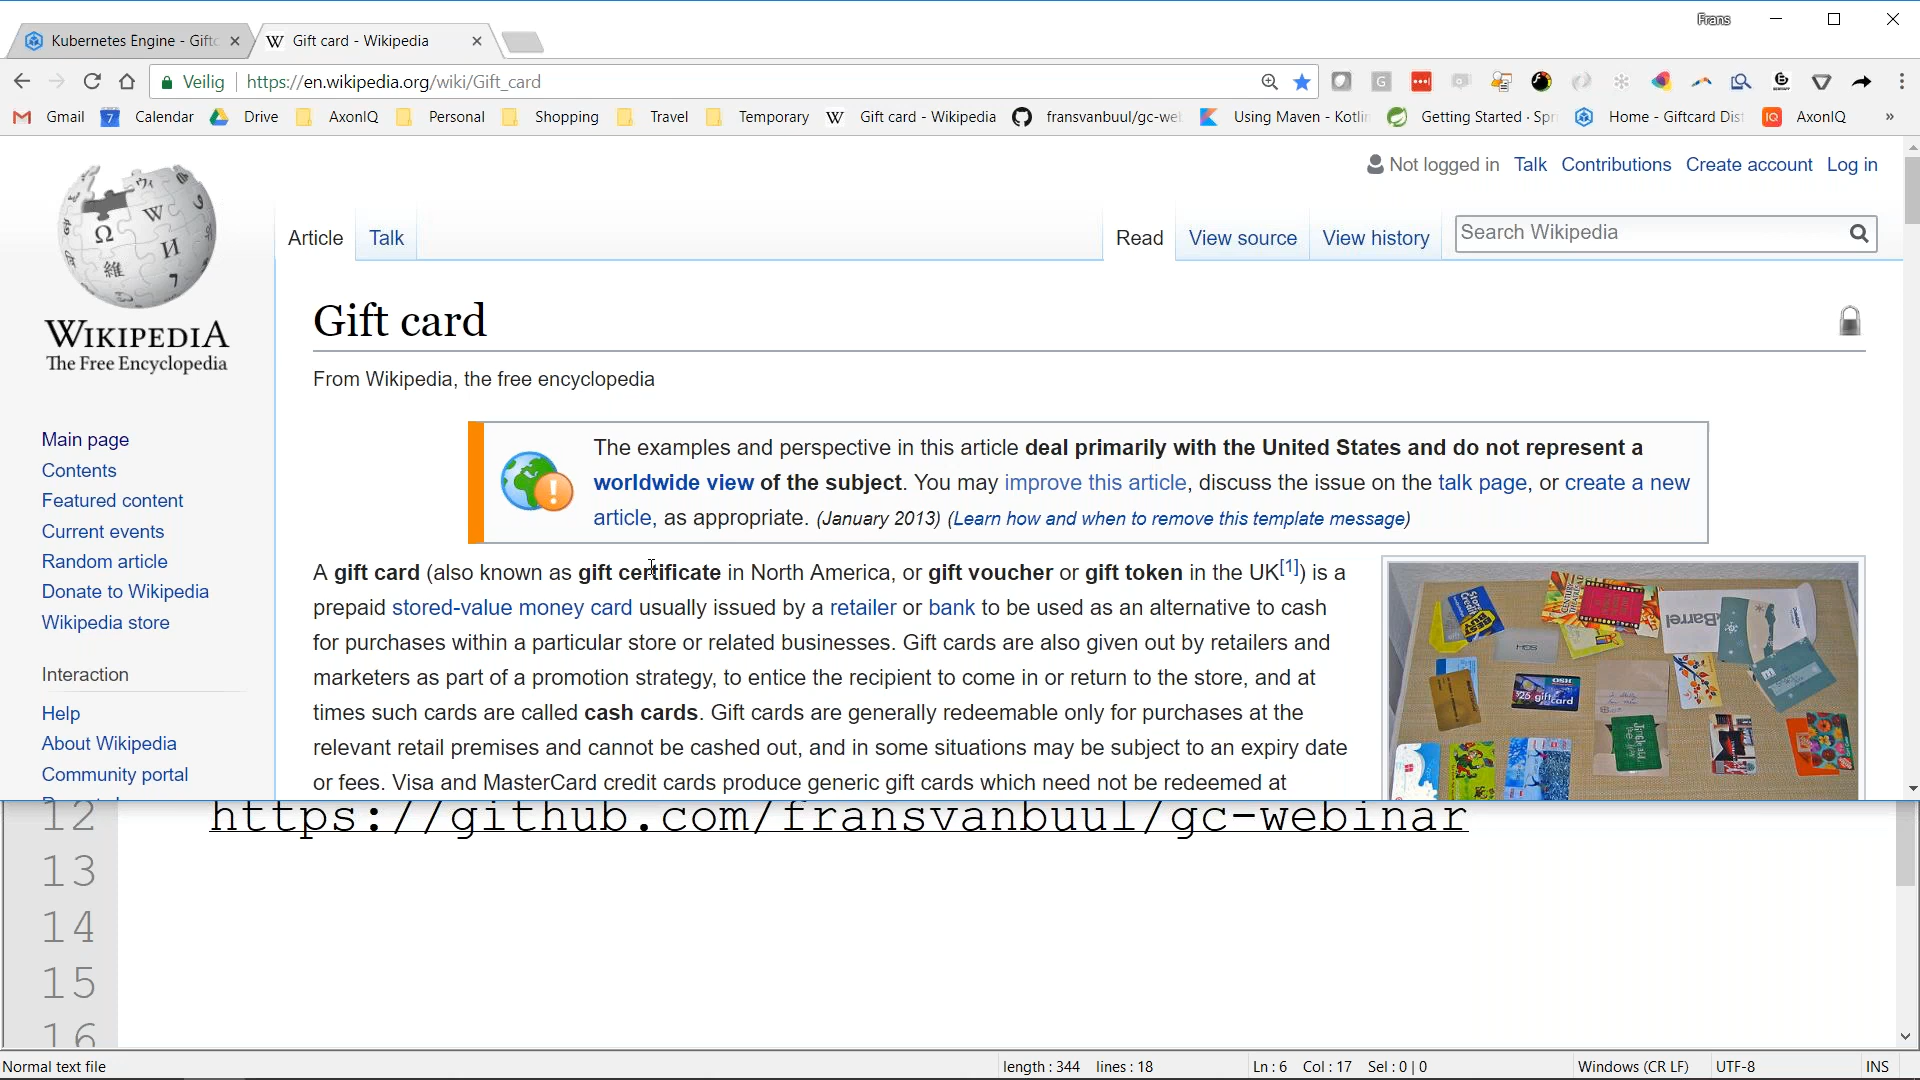 Frans
Kubernetes Engine - Giftc
Gift card - Wikipedia
Veilig
https://en.wikipedia.org/wiki/Gift_card
Gmail
Calendar
Drive
AxonIQ
Personal
Shopping
Travel
Temporary
Gift card - Wikipedia
fransvanbuul/gc-wel
Using Maven - Kotlin
Getting Started · Spr
Home - Giftcard Dist
AxonIQ
»
Not logged in Talk Contributions Create account Log in
Article Talk
Read View source View history
Search Wikipedia
WIKIPEDIA
The Free Encyclopedia
Main page
Contents
Featured content
Current events
Random article
Donate to Wikipedia
Wikipedia store
Interaction
Help
About Wikipedia
Community portal
Gift card
From Wikipedia, the free encyclopedia
The examples and perspective in this article deal primarily with the United States and do not represent a
worldwide view of the subject. You may improve this article, discuss the issue on the talk page, or create a new
article, as appropriate. (January 2013) (Learn how and when to remove this template message)
A gift card (also known as gift certificate in North America, or gift voucher or gift token in the UK[1]) is a
prepaid stored-value money card usually issued by a retailer or bank to be used as an alternative to cash
for purchases within a particular store or related businesses. Gift cards are also given out by retailers and
marketers as part of a promotion strategy, to entice the recipient to come in or return to the store, and at
times such cards are called cash cards. Gift cards are generally redeemable only for purchases at the
relevant retail premises and cannot be cashed out, and in some situations may be subject to an expiry date
or fees. Visa and MasterCard credit cards produce generic gift cards which need not be redeemed at
12 https://github.com/fransvanbuul/gc-webinar
13
14
15
16
Normal text file
length : 344 lines : 18
Ln : 6 Col : 17 Sel : 0 | 0
Windows (CR LF)
UTF-8
INS